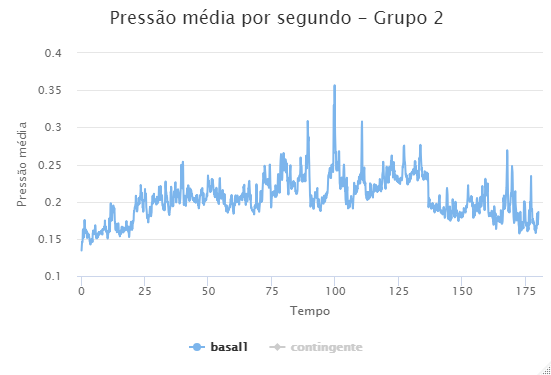 Pressão média por segundo - Grupo 2
0.4
0.35
0.3
0.25
0.2
0.15
0.1
Pressão média
0 25 50 75 100 125 150 175
Tempo
basal1 contingente